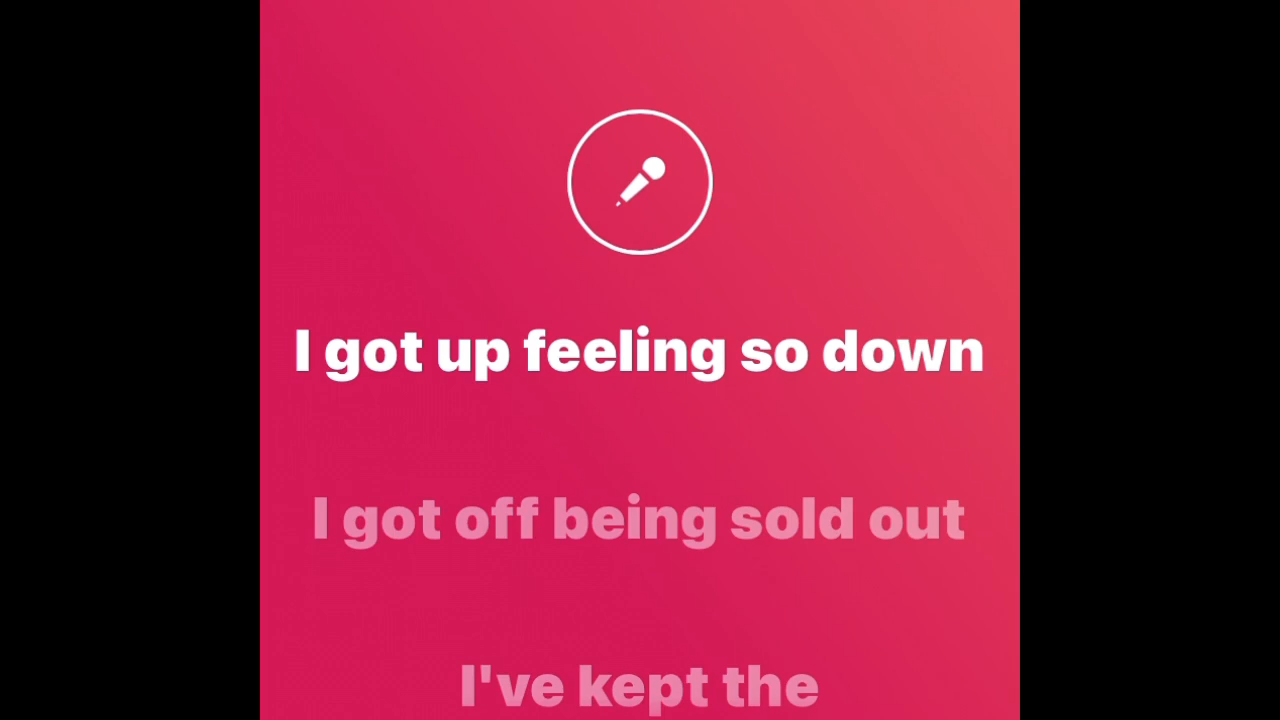 I got up feeling so down
I got off being sold out
I've kept the